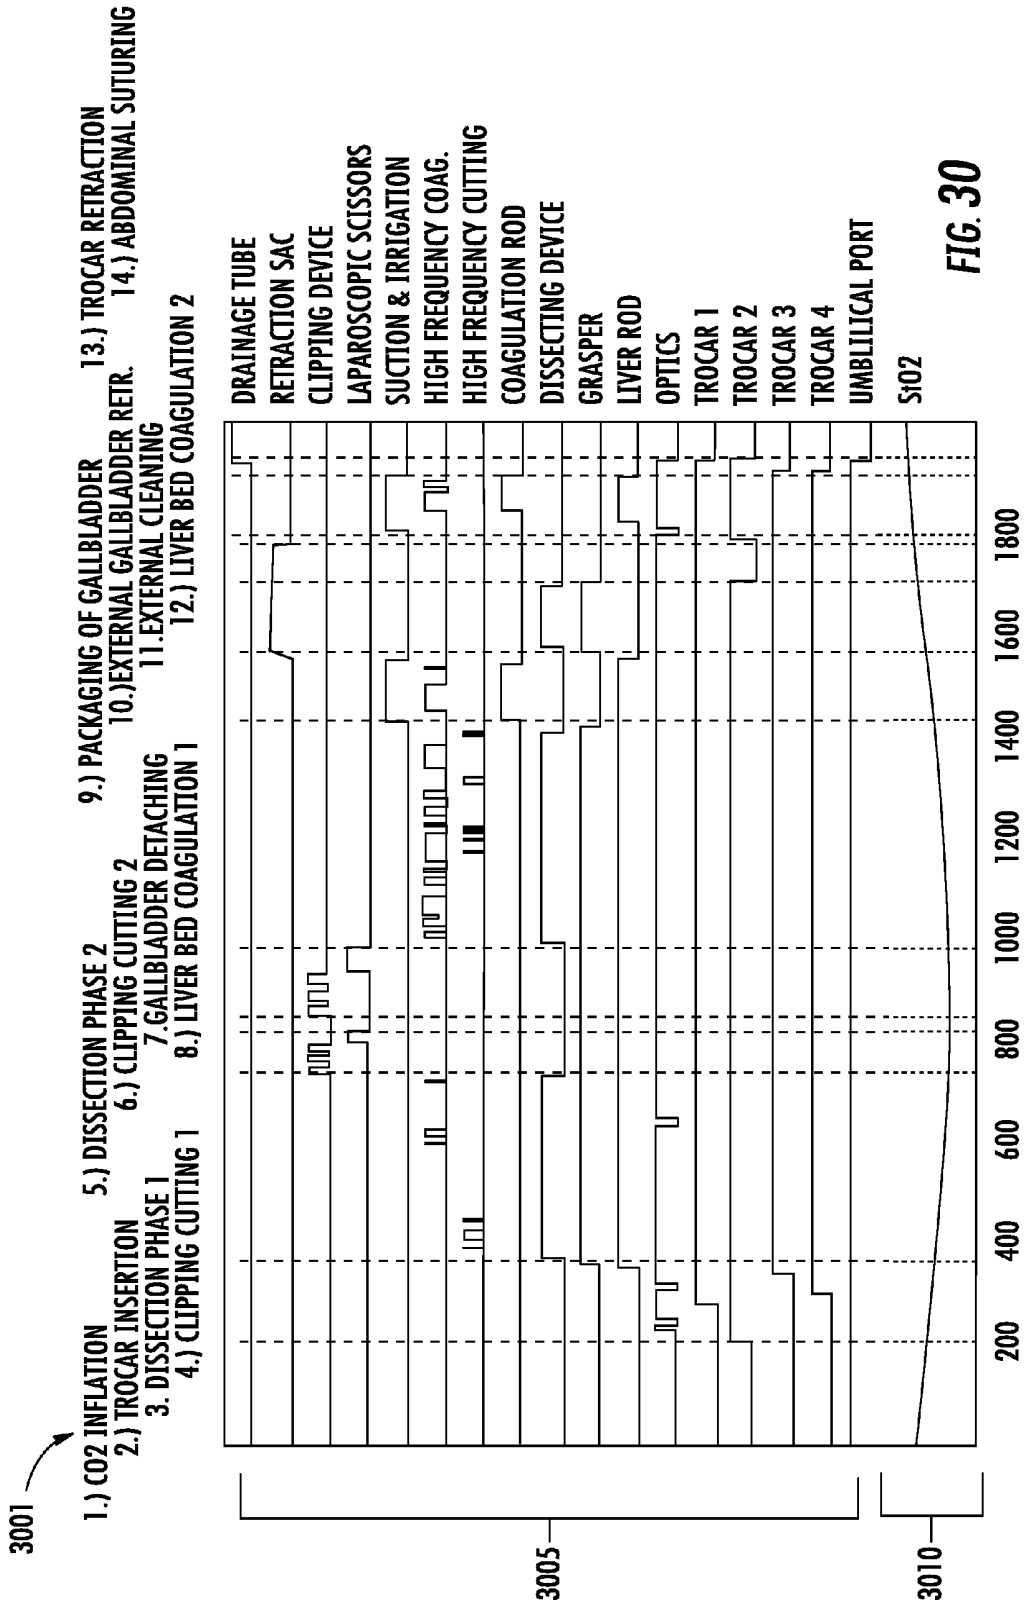 3001
1.) CO2 INFLATION
2.) TROCAR INSERTION
3. DISSECTION PHASE 1
4.) CLIPPING CUTTING 1
5.) DISSECTION PHASE 2
6.) CLIPPING CUTTING 2
7.GALLBLADDER DETACHING
8.) LIVER BED COAGULATION 1
9.) PACKAGING OF GALLBLADDER
10.)EXTERNAL GALLBLADDER RETR.
11.EXTERNAL CLEANING
12.) LIVER BED COAGULATION 2
13.) TROCAR RETRACTION
14.) ABDOMINAL SUTURING
DRAINAGE TUBE
RETRACTION SAC
CLIPPING DEVICE
LAPAROSCOPIC SCISSORS
SUCTION & IRRIGATION
HIGH FREQUENCY COAG.
HIGH FREQUENCY CUTTING
COAGULATION ROD
DISSECTING DEVICE
GRASPER
LIVER ROD
OPTICS
TROCAR 1
TROCAR 2
TROCAR 3
TROCAR 4
UMBLILICAL PORT
StO2
3005
3010
200 400 600 800 1000 1200 1400 1600 1800
FIG. 30